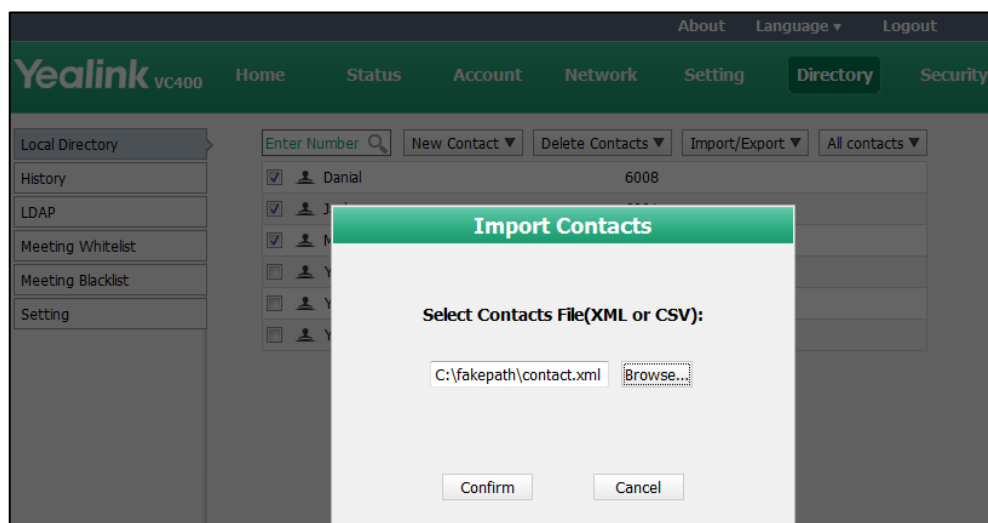 About Language ▼ Logout
Yealink VC400 Home Status Account Network Setting Directory Security
Local Directory
Enter Number New Contact ▼ Delete Contacts ▼ Import/Export ▼ All contacts ▼
History
Danial 6008
LDAP
Meeting Whitelist
Meeting Blacklist
Setting
Import Contacts
Select Contacts File(XML or CSV):
C:\fakepath\contact.xml Browse...
Confirm Cancel